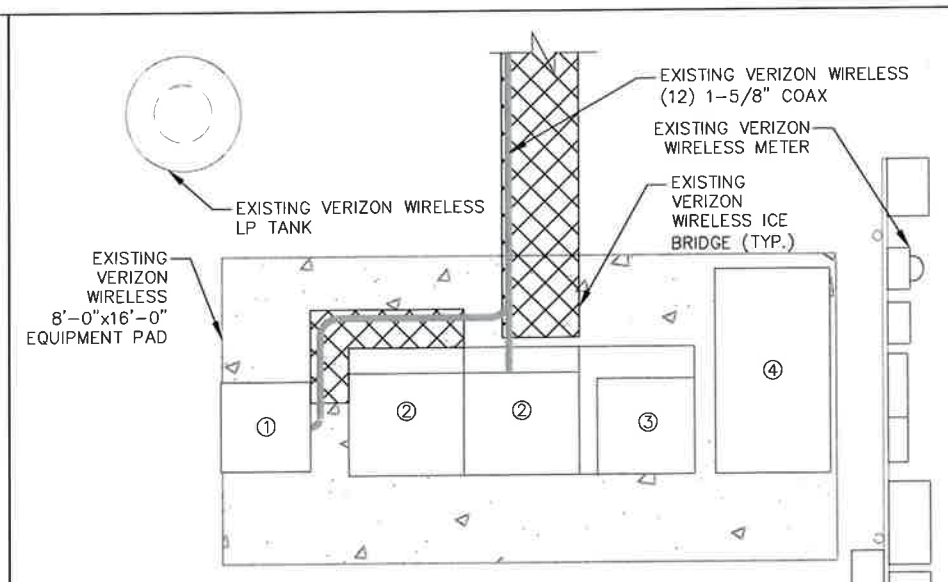 EXISTING VERIZON WIRELESS
(12) 1-5/8" COAX
EXISTING VERIZON
WIRELESS METER
EXISTING
VERIZON
WIRELESS ICE
BRIDGE (TYP.)
EXISTING VERIZON WIRELESS
LP TANK
EXISTING
VERIZON
WIRELESS
8'-0"x16'-0"
EQUIPMENT PAD
①
②
②
③
④